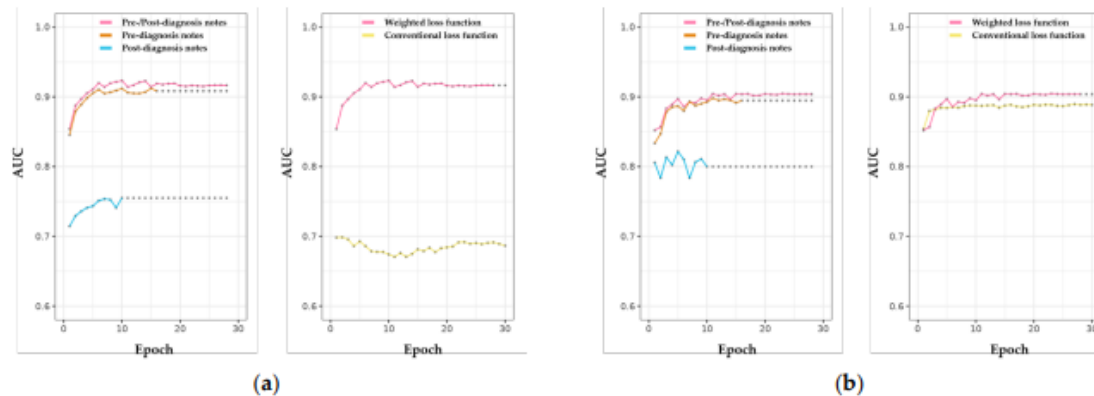 Pre-/Post-diagnosis notes
Pre-diagnosis notes
Post-diagnosis notes
1.0
0.9
0.8
0.7
0.6
AUC
0
10
20
30
Epoch
Weighted loss function
Conventional loss function
1.0
0.9
0.8
0.7
0.6
AUC
0
10
20
30
Epoch
(a)
Pre-/Post-diagnosis notes
Pre-diagnosis notes
Post-diagnosis notes
1.0
0.9
0.8
0.7
0.6
AUC
0
10
20
30
Epoch
Weighted loss function
Conventional loss function
1.0
0.9
0.8
0.7
0.6
AUC
0
10
20
30
Epoch
(b)